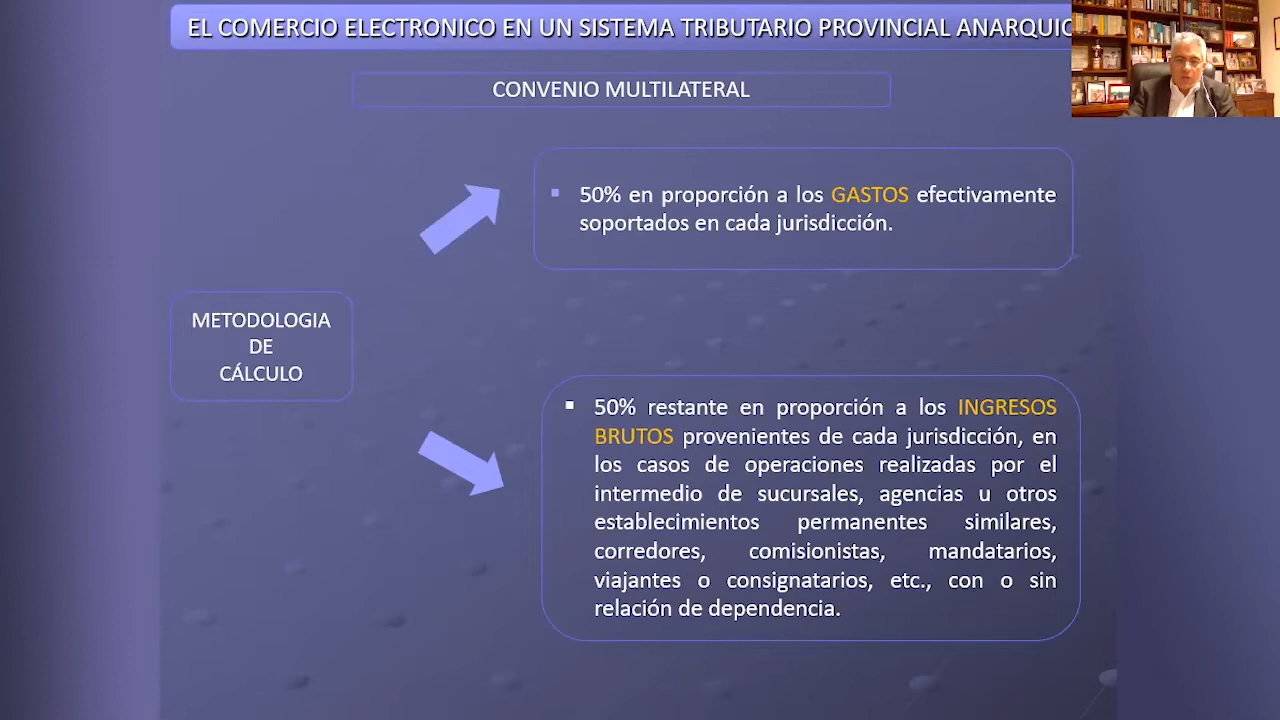 EL COMERCIO ELECTRONICO EN UN SISTEMA TRIBUTARIO PROVINCIAL
CONVENIO MULTILATERAL
▪ 50% en proporción a los GASTOS efectivamente
soportados en cada jurisdicción.
METODOLOGIA
DE
CÁLCULO
▪ 50% restante en proporción a los INGRESOS
BRUTOS provenientes de cada jurisdicción, en
los casos de operaciones realizadas por el
intermedio de sucursales, agencias u otros
establecimientos permanentes similares,
corredores, comisionistas, mandatarios,
viajantes o consignatarios, etc., con o sin
relación de dependencia.